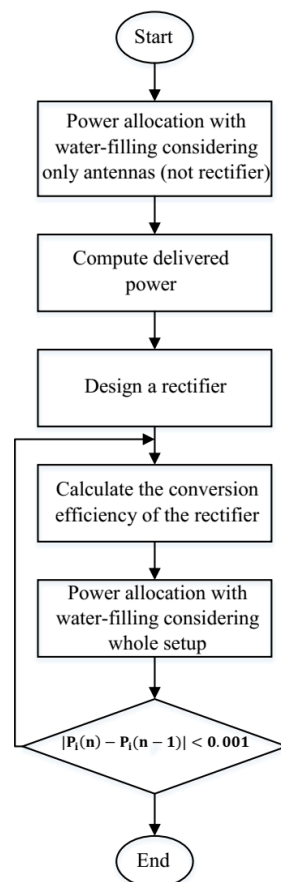 Start
Power allocation with
water-filling considering
only antennas (not rectifier)
Compute delivered
power
Design a rectifier
Calculate the conversion
efficiency of the rectifier
Power allocation with
water-filling considering
whole setup
|Pᵢ(n) − Pᵢ(n − 1)| < 0.001
End